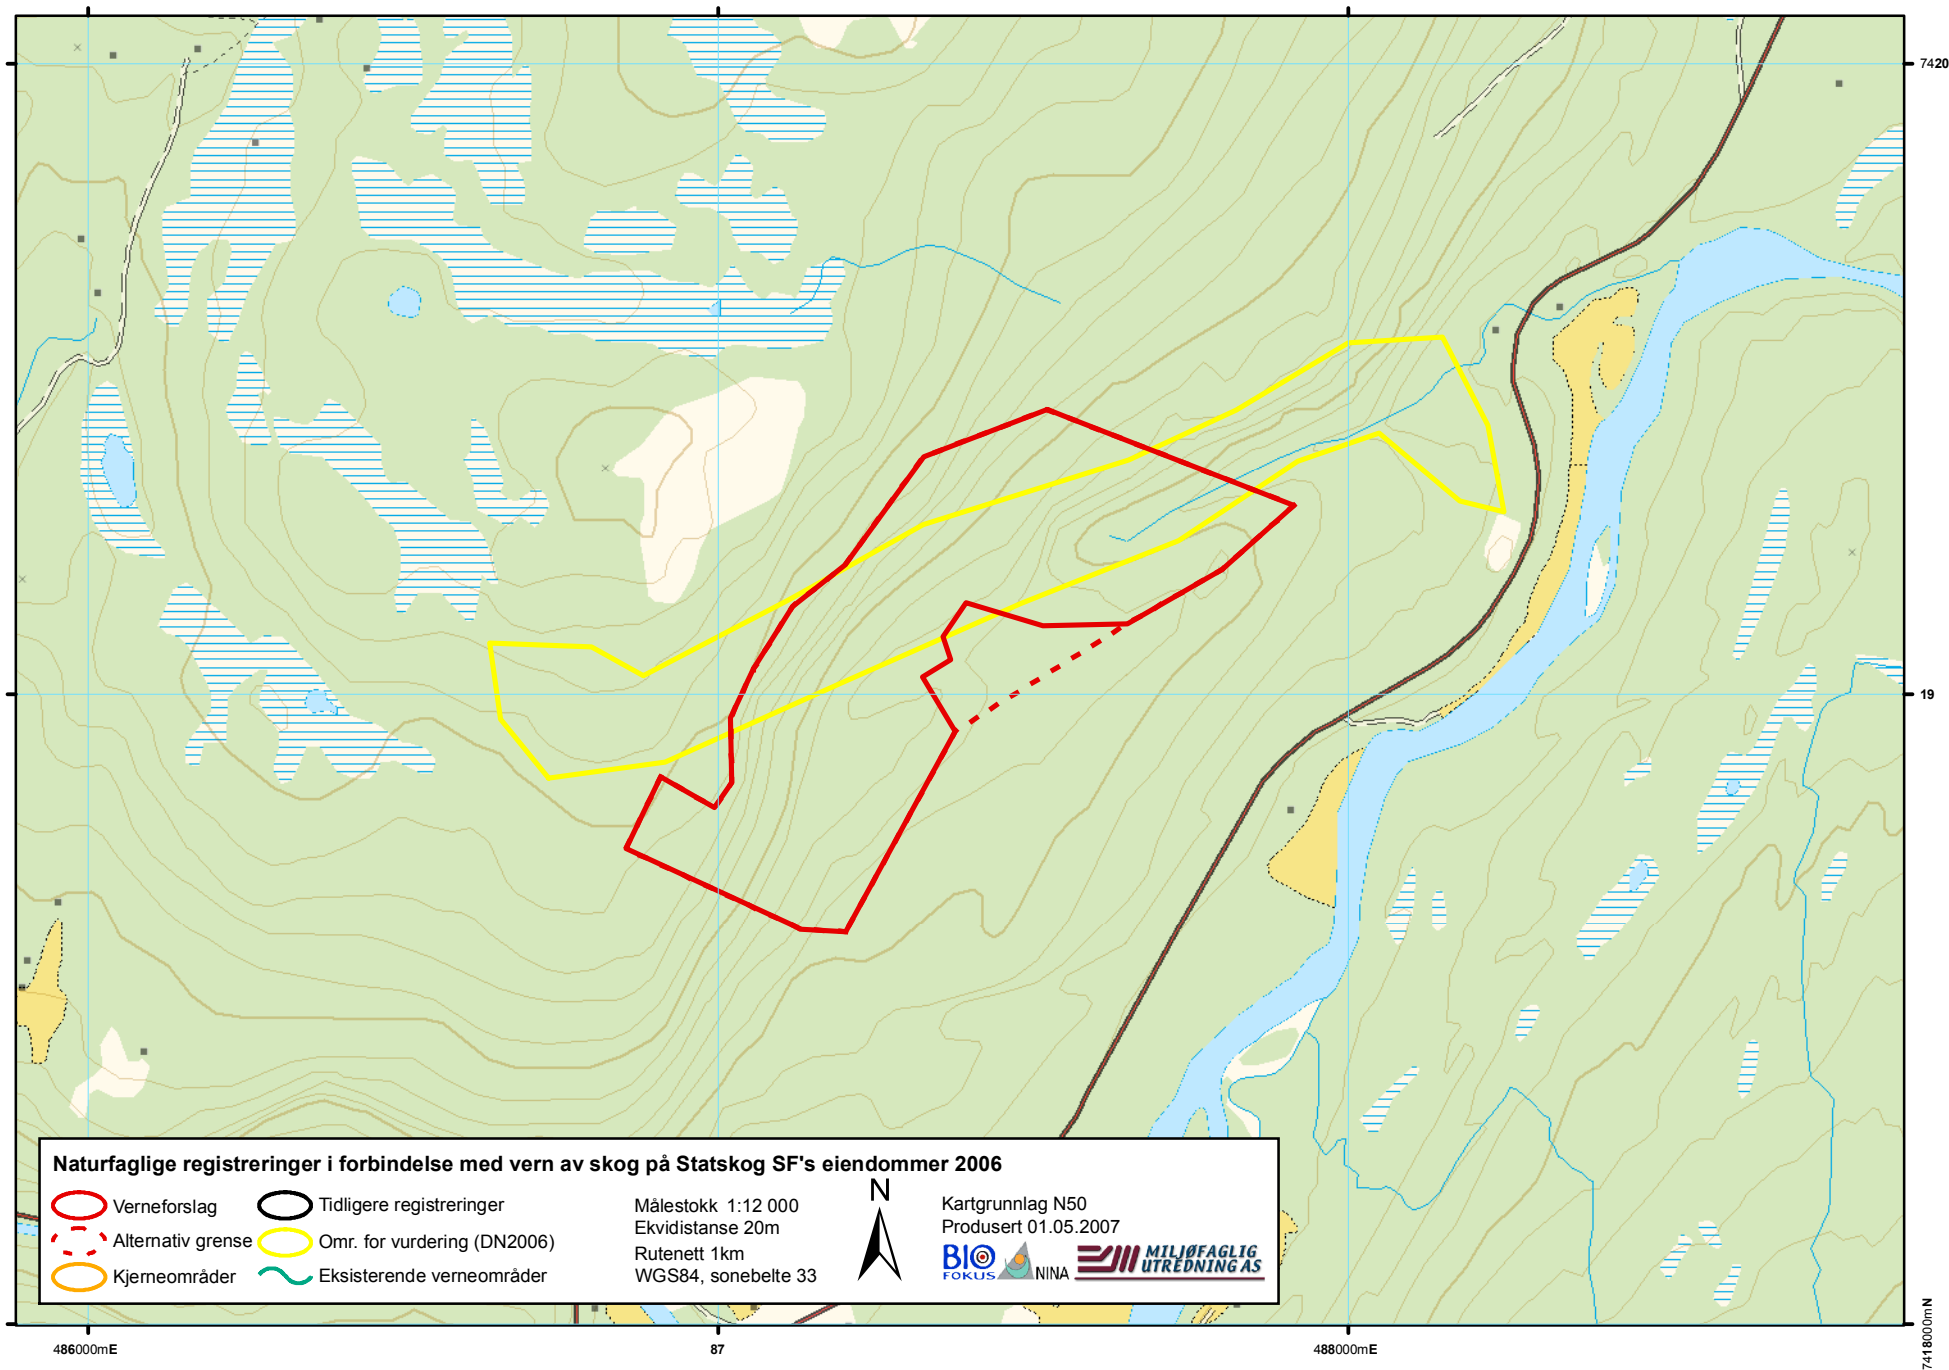 7420
19
7418000mN
486000mE
87
488000mE
Naturfaglige registreringer i forbindelse med vern av skog på Statskog SF's eiendommer 2006
Verneforslag
Alternativ grense
Kjerneområder
Tidligere registreringer
Omr. for vurdering (DN2006)
Eksisterende verneområder
Målestokk 1:12 000
Ekvidistanse 20m
Rutenett 1km
WGS84, sonebelte 33
N
Kartgrunnlag N50
Produsert 01.05.2007
BIO
FOKUS
NINA
MILJØFAGLIG
UTREDNING AS